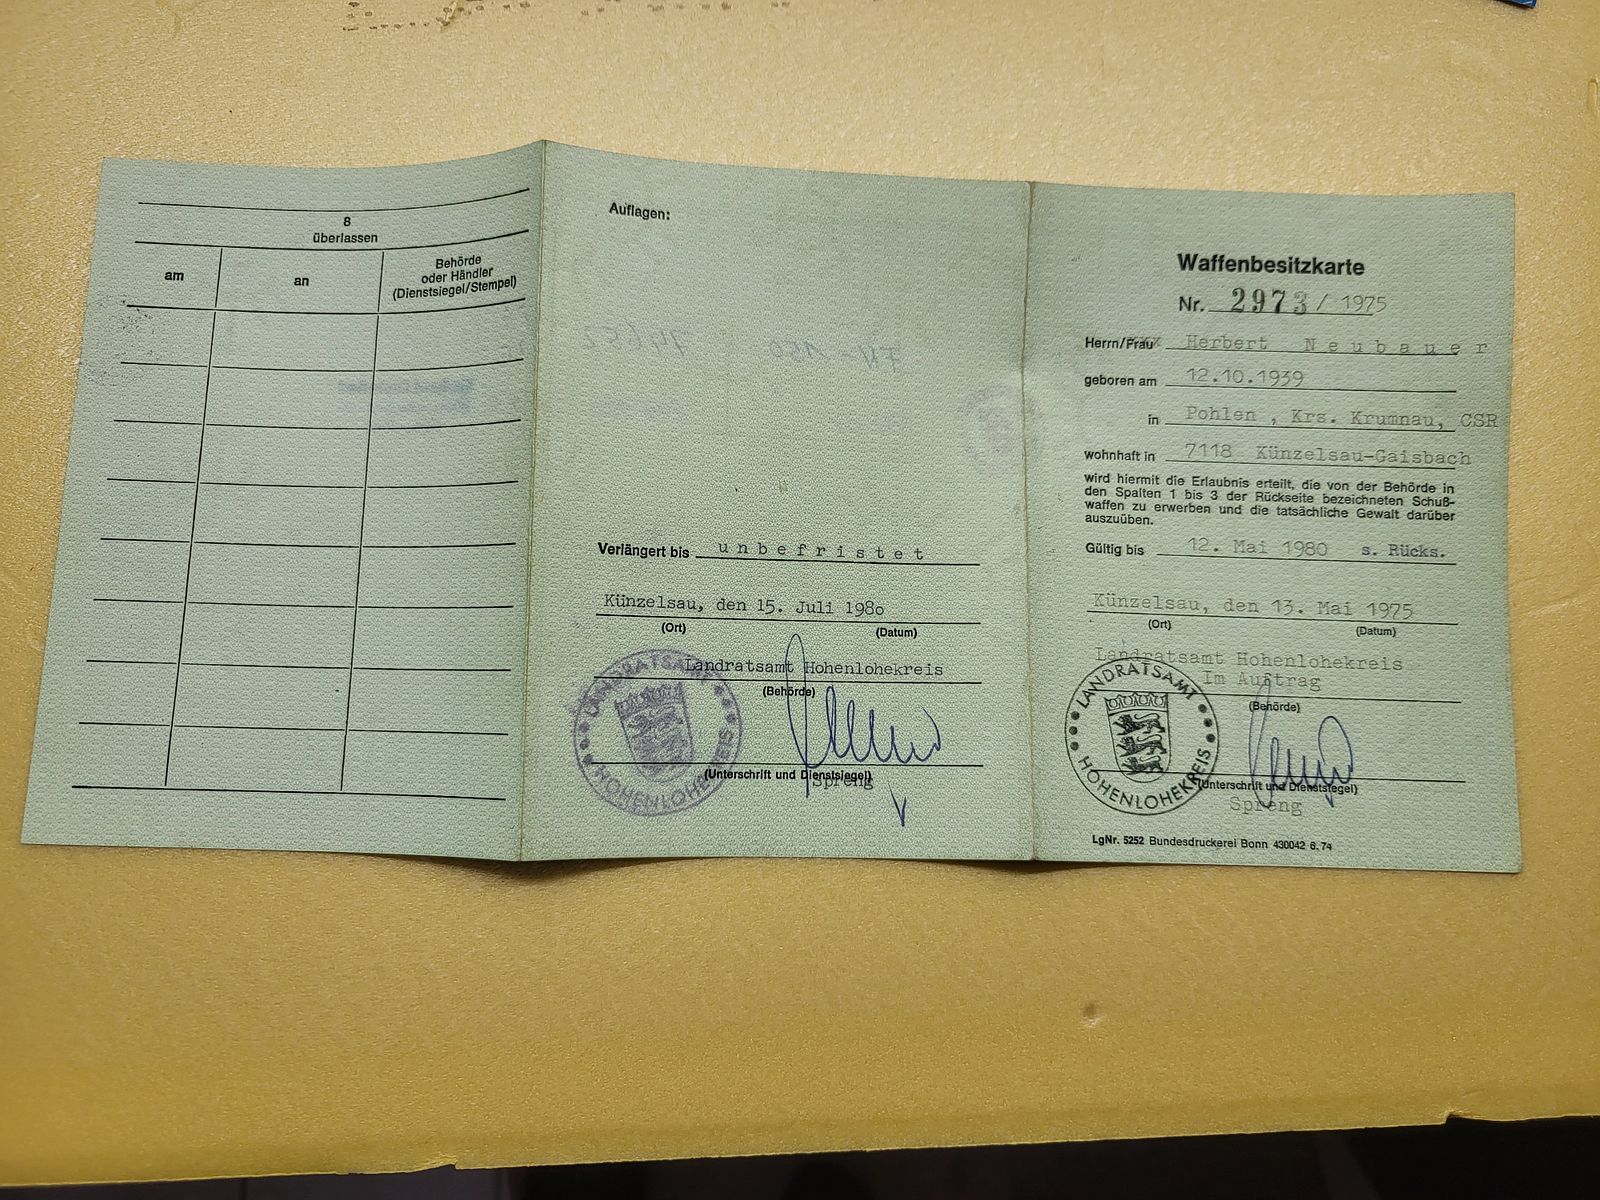 8
überlassen
am
an
Behörde
oder Händler
(Dienstsiegel/Stempel)
Auflagen:
Verlängert bis unbefristet
Künzelsau, den 15. Juli 1980
(Ort) (Datum)
Landratsamt Hohenlohekreis
(Behörde)
LANDRATSAMT
HOHENLOHEKREIS
(Unterschrift und Dienstsiegel)
Spreng
Waffenbesitzkarte
Nr. 2973 / 1975
Herrn/Frau Herbert Neubauer
geboren am 12.10.1939
in Pohlen , Krs. Krumnau, CSR
wohnhaft in 7118 Künzelsau-Gaisbach
wird hiermit die Erlaubnis erteilt, die von der Behörde in
den Spalten 1 bis 3 der Rückseite bezeichneten Schuß-
waffen zu erwerben und die tatsächliche Gewalt darüber
auszuüben.
Gültig bis 12. Mai 1980 s. Rücks.
Künzelsau, den 13. Mai 1975
(Ort) (Datum)
Landratsamt Hohenlohekreis
Im Auftrag
(Behörde)
LANDRATSAMT
HOHENLOHEKREIS
(Unterschrift und Dienstsiegel)
Spreng
LgNr. 5252 Bundesdruckerei Bonn 430042 6.74